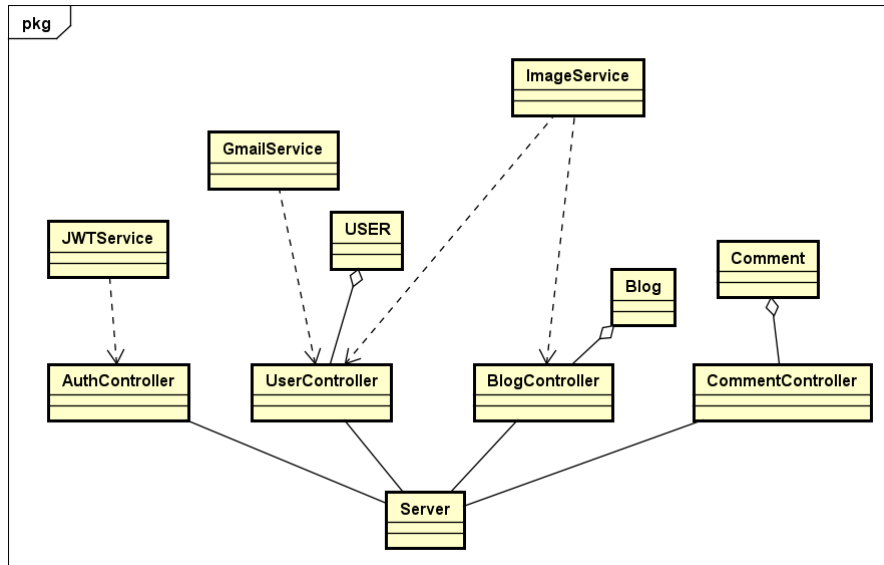 pkg
ImageService
GmailService
USER
JWTService
Comment
Blog
AuthController
UserController
BlogController
CommentController
Server